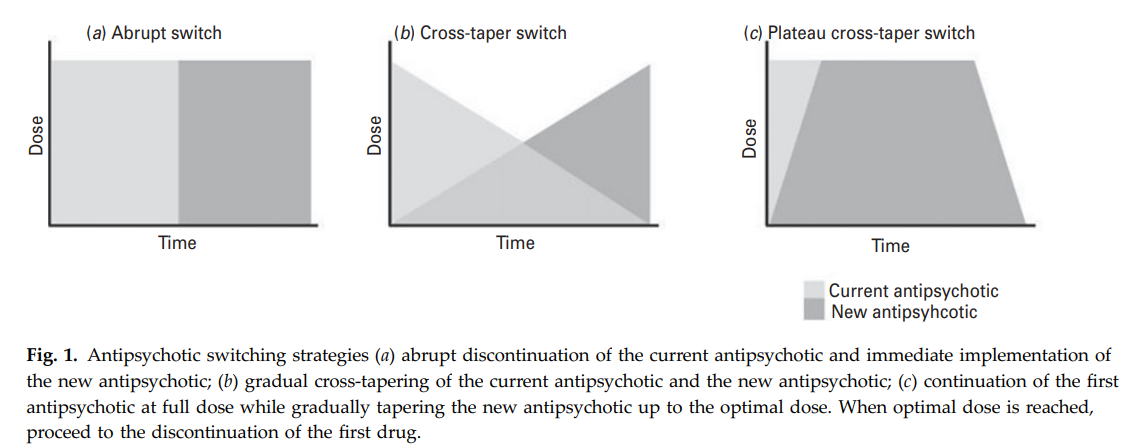 (a) Abrupt switch
(b) Cross-taper switch
(c) Plateau cross-taper switch
Dose
Dose
Dose
Time
Time
Time
Current antipsychotic
New antipsyhcotic
Fig. 1. Antipsychotic switching strategies (a) abrupt discontinuation of the current antipsychotic and immediate implementation of
the new antipsychotic; (b) gradual cross-tapering of the current antipsychotic and the new antipsychotic; (c) continuation of the first
antipsychotic at full dose while gradually tapering the new antipsychotic up to the optimal dose. When optimal dose is reached,
proceed to the discontinuation of the first drug.